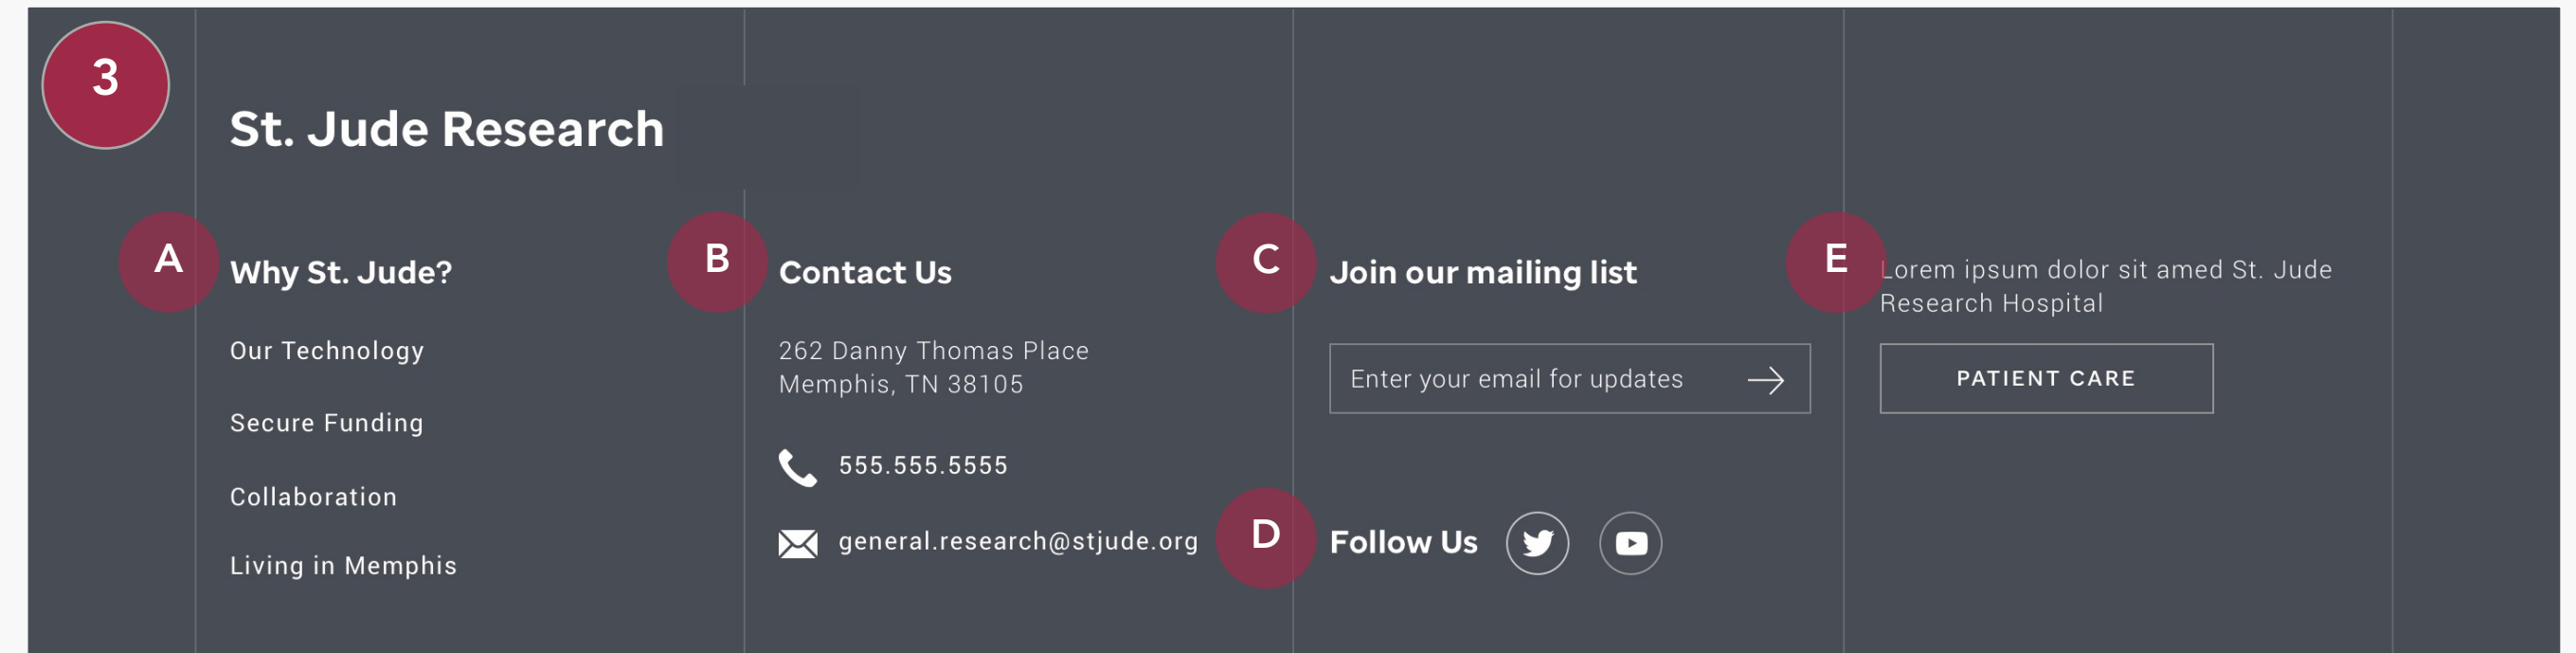 3
St. Jude Research
A
Why St. Jude?
Our Technology
Secure Funding
Collaboration
Living in Memphis
B
Contact Us
262 Danny Thomas Place
Memphis, TN 38105
555.555.5555
general.research@stjude.org
C
Join our mailing list
Enter your email for updates
D
Follow Us
E
Lorem ipsum dolor sit amed St. Jude
Research Hospital
PATIENT CARE